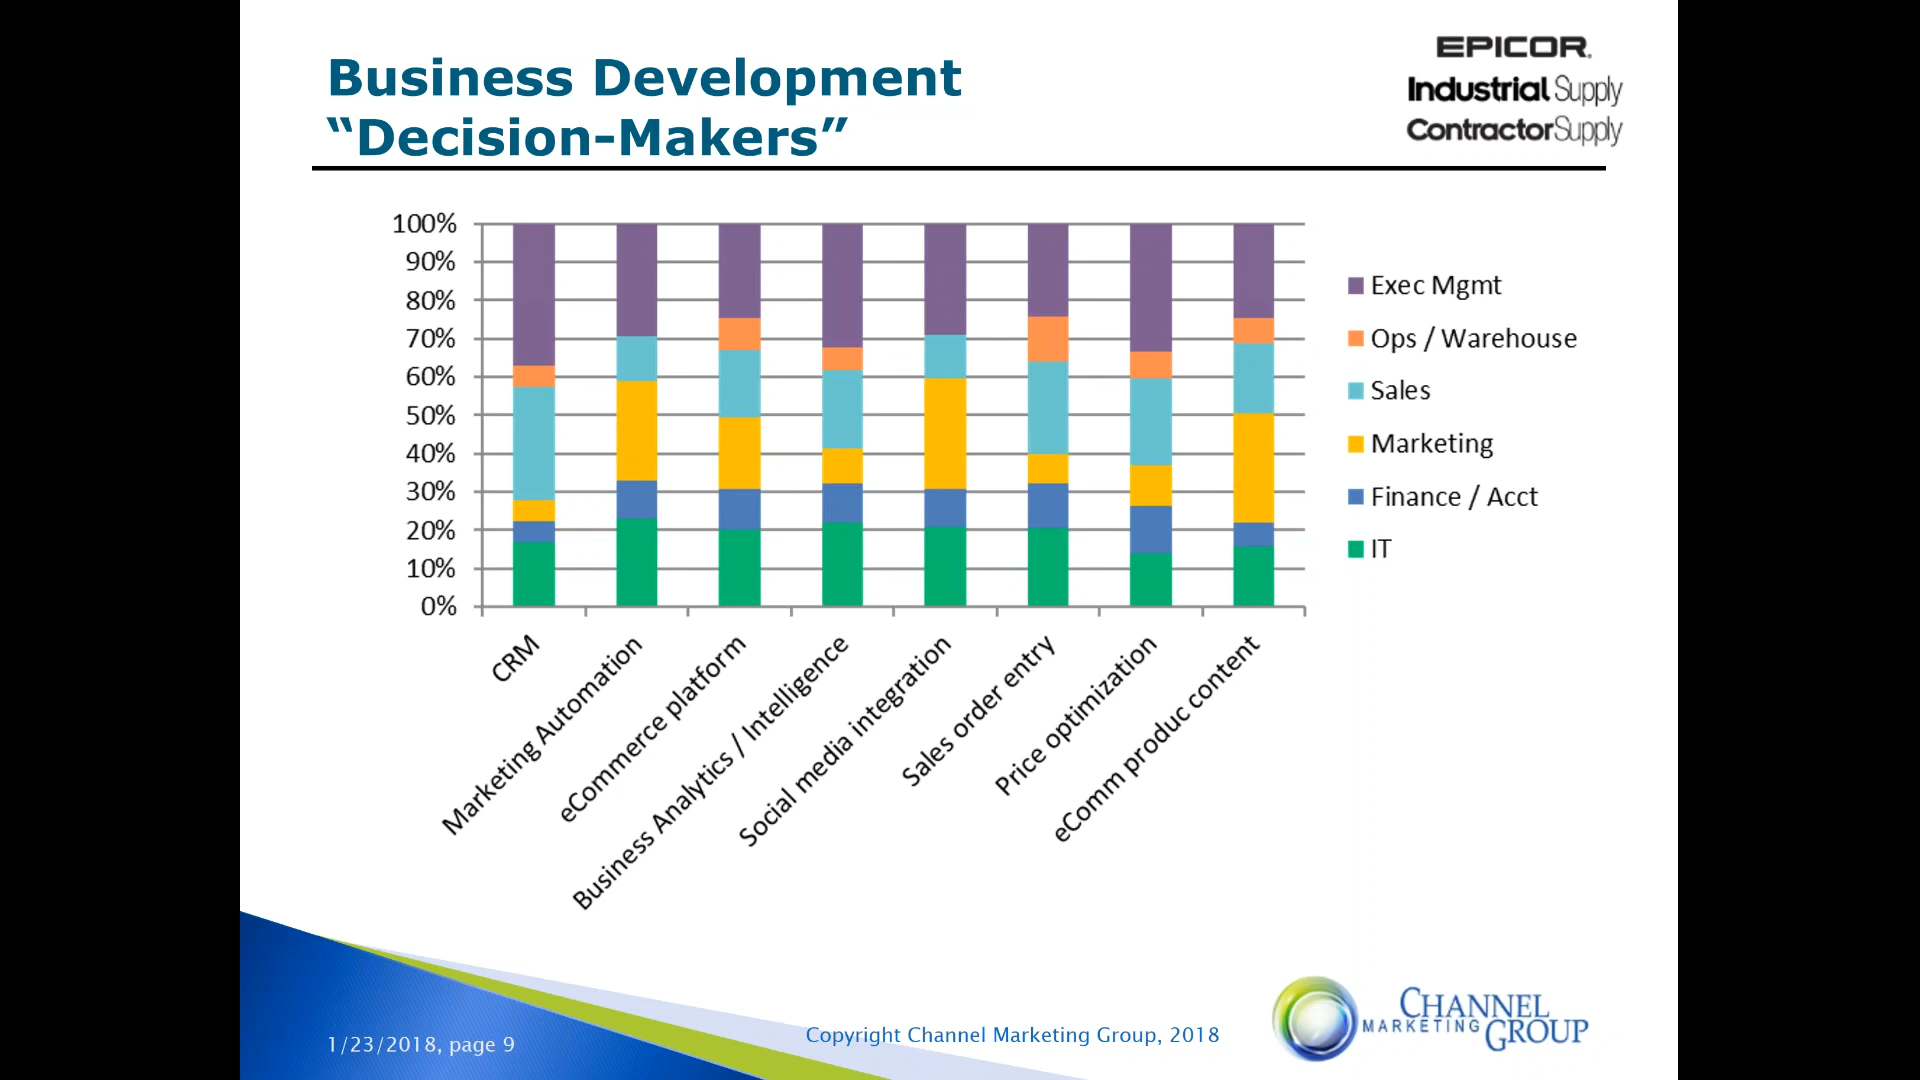 Business Development
“Decision-Makers”
EPICOR®
Industrial Supply
ContractorSupply
100%
90%
80%
70%
60%
50%
40%
30%
20%
10%
0%
CRM
Marketing Automation
eCommerce platform
Business Analytics / Intelligence
Social media integration
Sales order entry
Price optimization
eComm produc content
Exec Mgmt
Ops / Warehouse
Sales
Marketing
Finance / Acct
IT
1/23/2018, page 9
Copyright Channel Marketing Group, 2018
CHANNEL
MARKETING GROUP